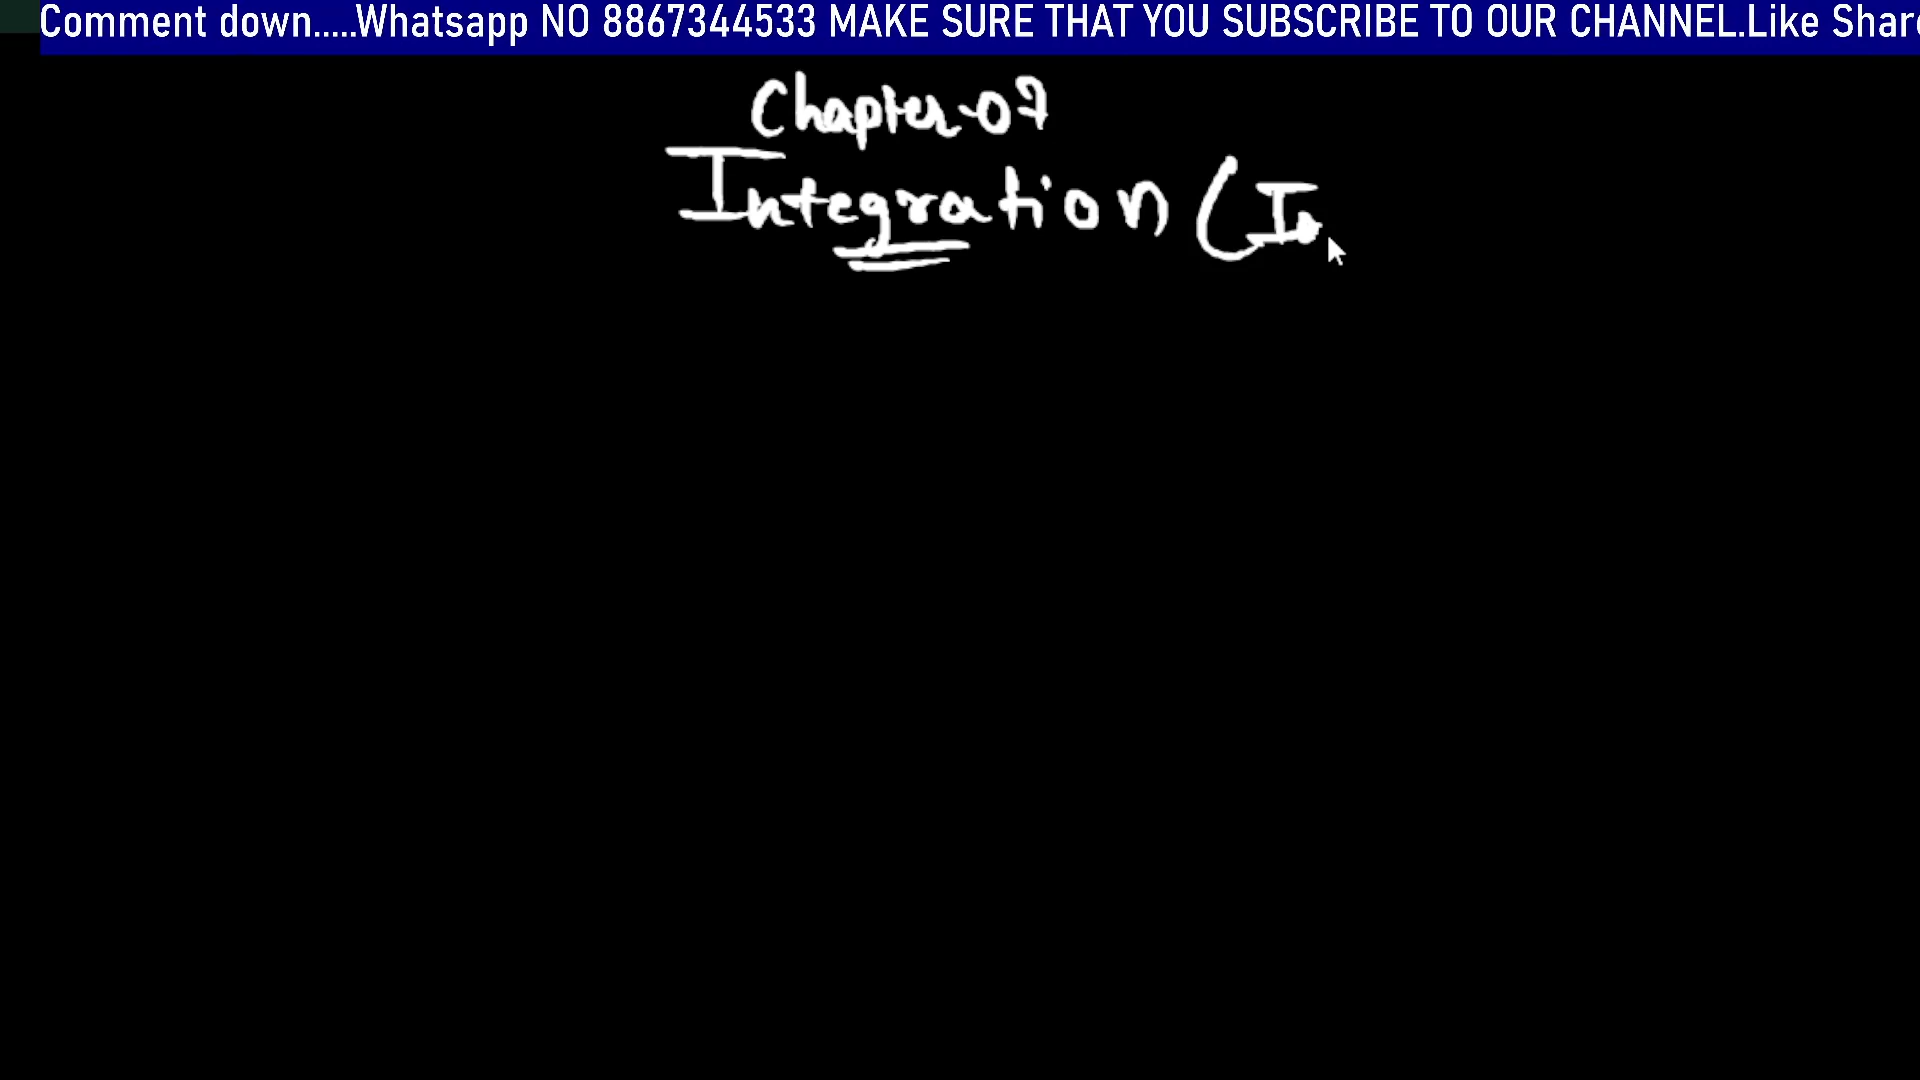 Comment down.....Whatsapp NO 8867344533 MAKE SURE THAT YOU SUBSCRIBE TO OUR CHANNEL.Like Share
Chapter-07
Integration (